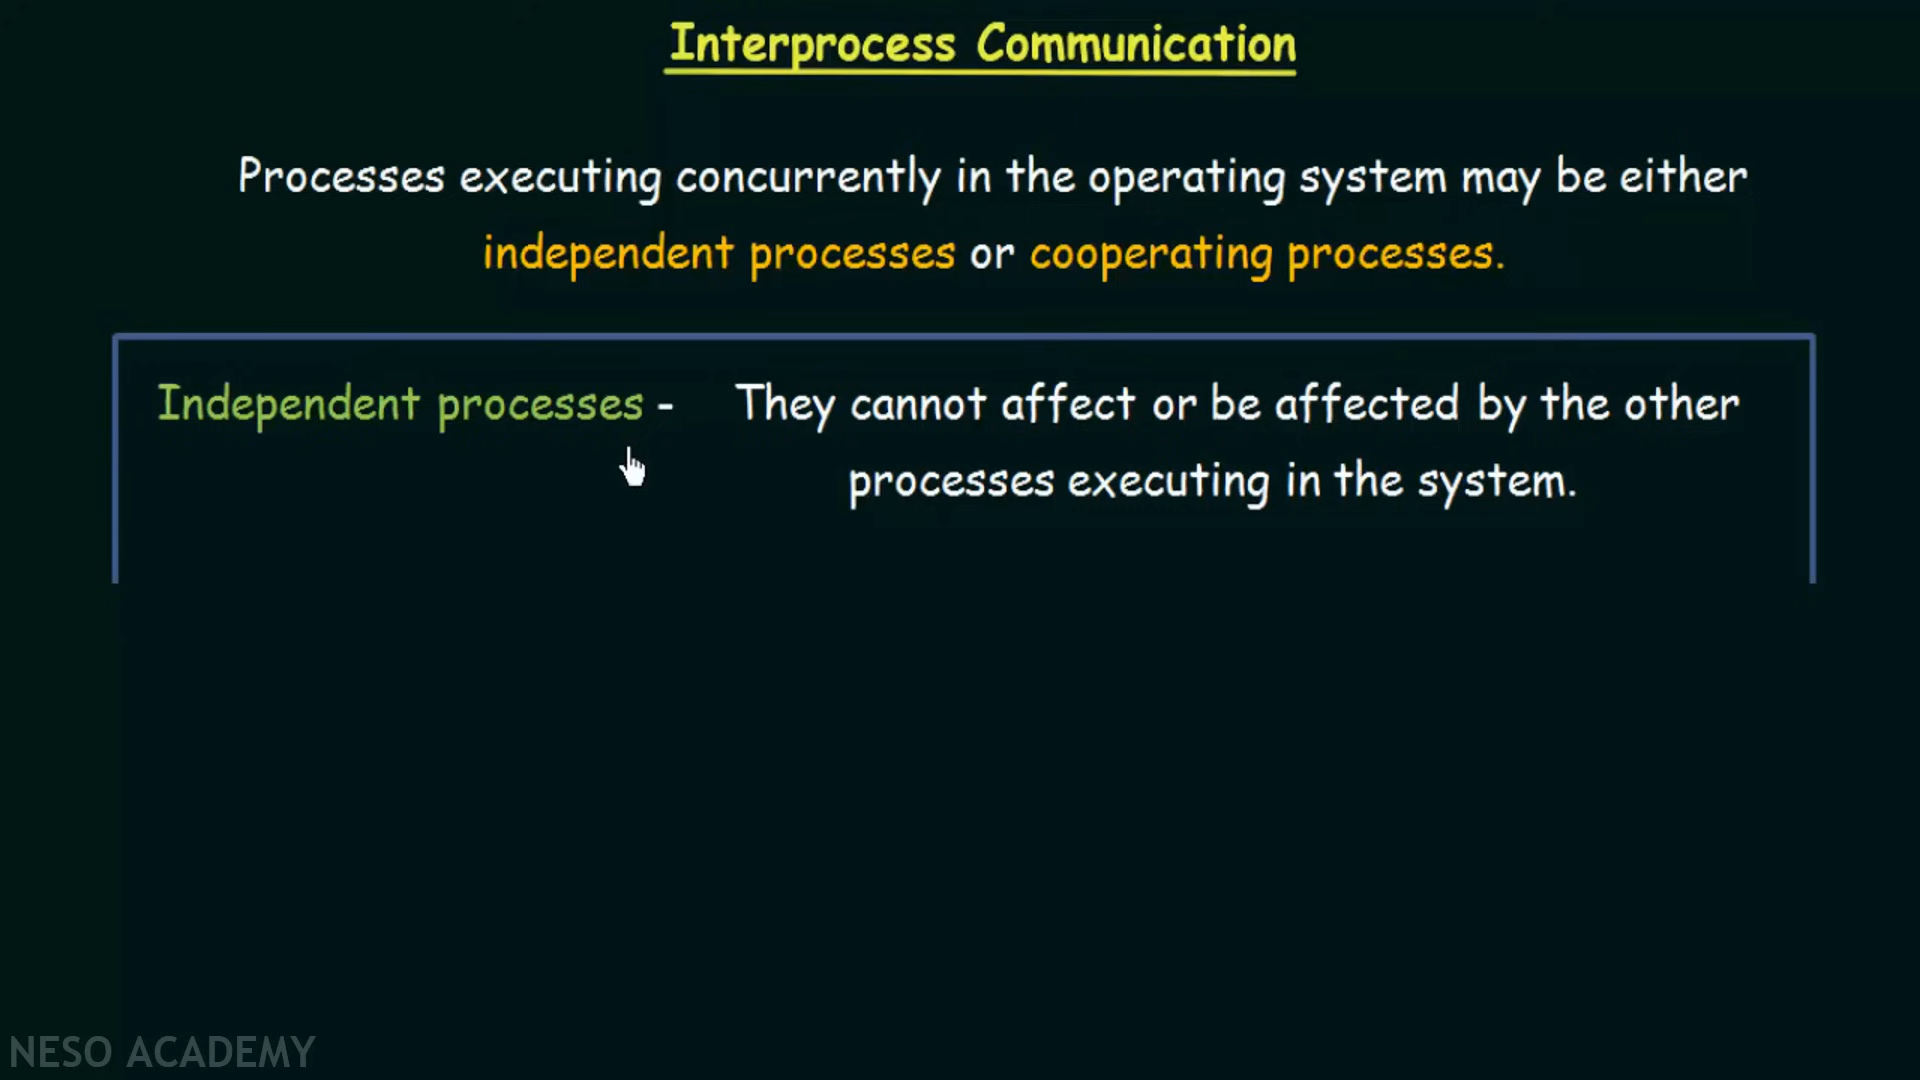 Interprocess Communication
Processes executing concurrently in the operating system may be either
independent processes or cooperating processes.
Independent processes - They cannot affect or be affected by the other
processes executing in the system.
NESO ACADEMY